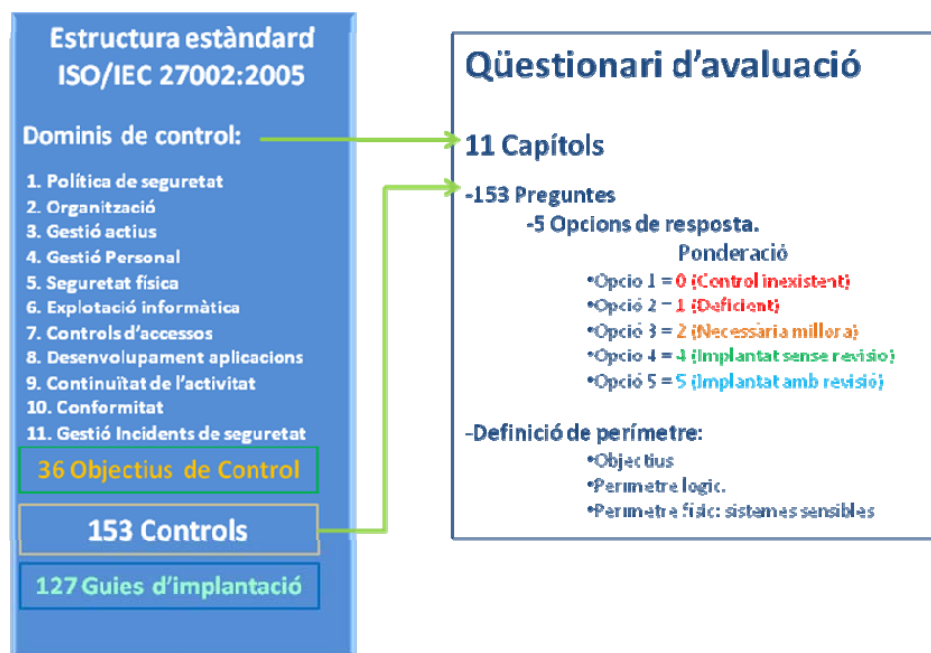 Estructura estàndard
ISO/IEC 27002:2005
Dominis de control:
1. Política de seguretat
2. Organització
3. Gestió actius
4. Gestió Personal
5. Seguretat física
6. Explotació informàtica
7. Controls d'accessos
8. Desenvolupament aplicacions
9. Continuïtat de l'activitat
10. Conformitat
11. Gestió Incidents de seguretat
36 Objectius de Control
153 Controls
127 Guies d'implantació
Qüestionari d'avaluació
11 Capítols
-153 Preguntes
-5 Opcions de resposta.
Ponderació
•Opcio 1 = 0 (Control inexistent)
•Opció 2 = 1 (Deficient)
•Opció 3 = 2 (Necessària millora)
•Opció 4 = 4 (Implantat sense revisio)
•Opció 5 = 5 (Implantat amb revisió)
-Definició de perímetre:
•Objectius
•Perimetre logic.
•Perimetre físic: sistemes sensibles